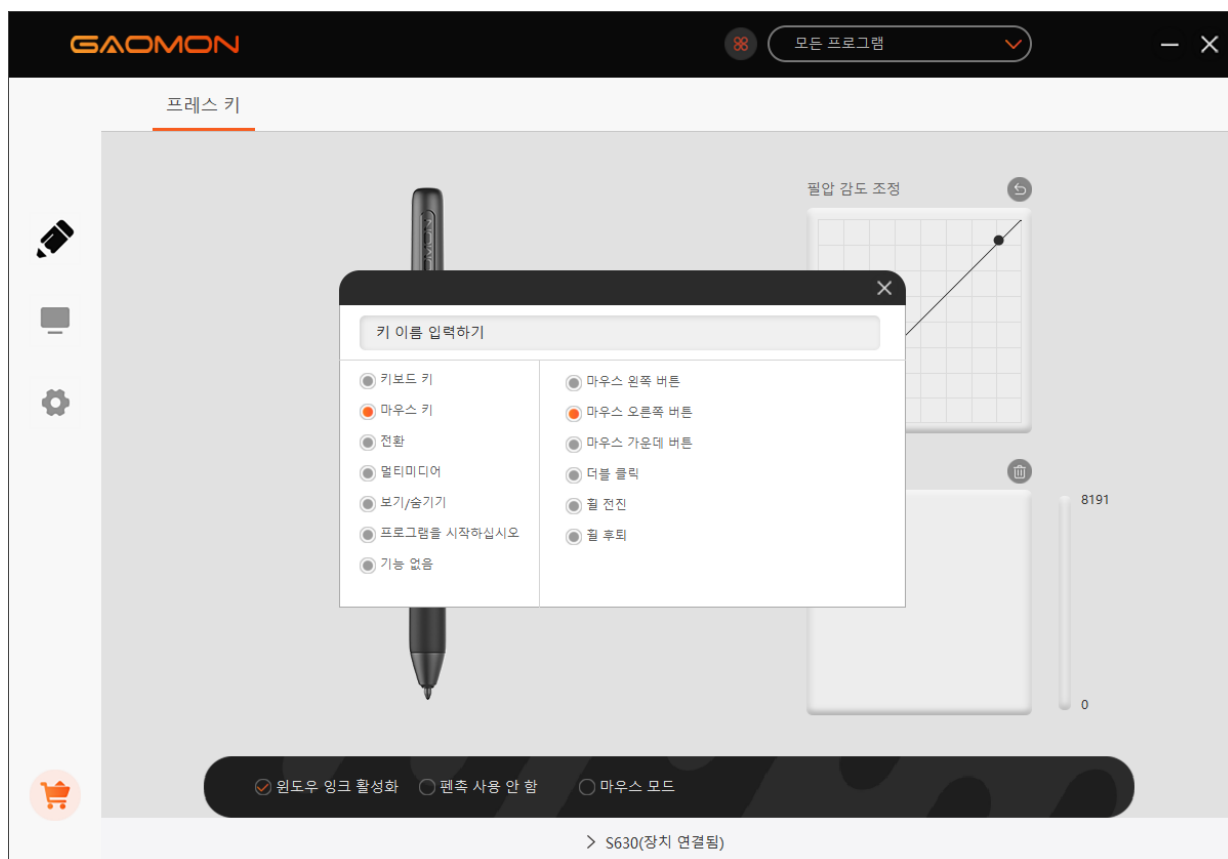 GAOMON
모든 프로그램
프레스 키
필압 감도 조정
키 이름 입력하기
키보드 키
마우스 키
전환
멀티미디어
보기/숨기기
프로그램을 시작하십시오
기능 없음
마우스 왼쪽 버튼
마우스 오른쪽 버튼
마우스 가운데 버튼
더블 클릭
휠 전진
휠 후퇴
8191
0
윈도우 잉크 활성화
펜촉 사용 안 함
마우스 모드
S630(장치 연결됨)